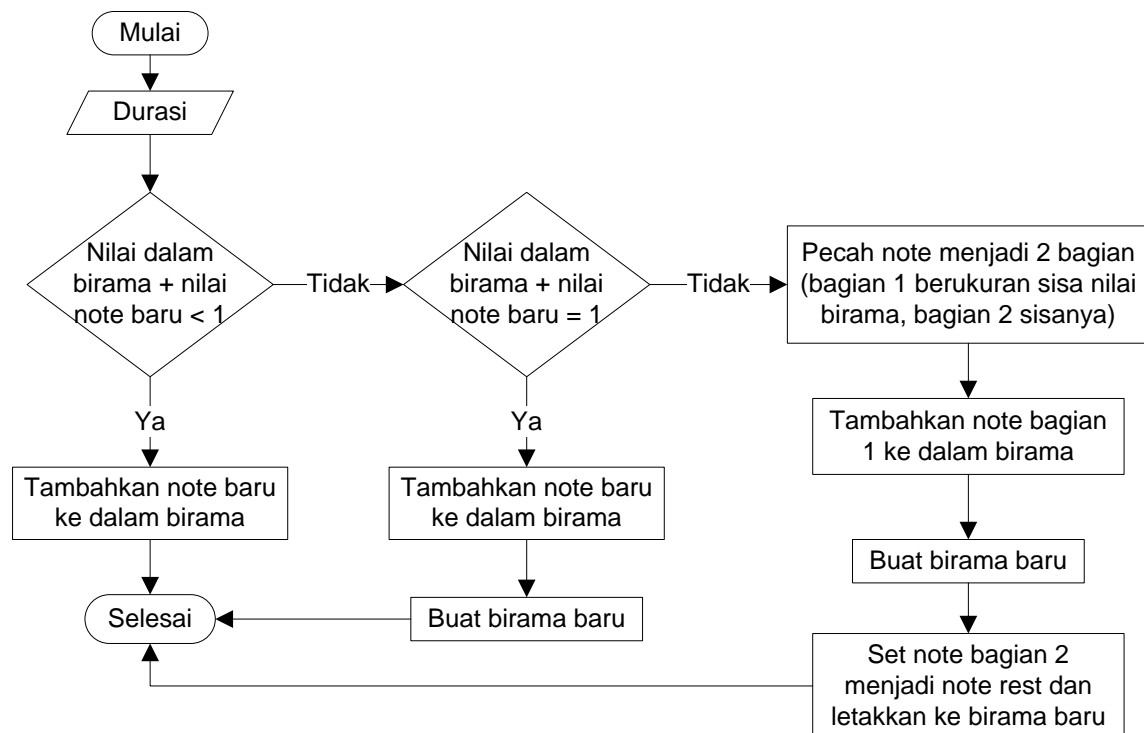 Mulai
Durasi
Nilai dalam
birama + nilai
note baru < 1
Tidak
Nilai dalam
birama + nilai
note baru = 1
Tidak
Pecah note menjadi 2 bagian
(bagian 1 berukuran sisa nilai
birama, bagian 2 sisanya)
Ya
Ya
Tambahkan note bagian
1 ke dalam birama
Tambahkan note baru
ke dalam birama
Tambahkan note baru
ke dalam birama
Buat birama baru
Selesai
Buat birama baru
Set note bagian 2
menjadi note rest dan
letakkan ke birama baru